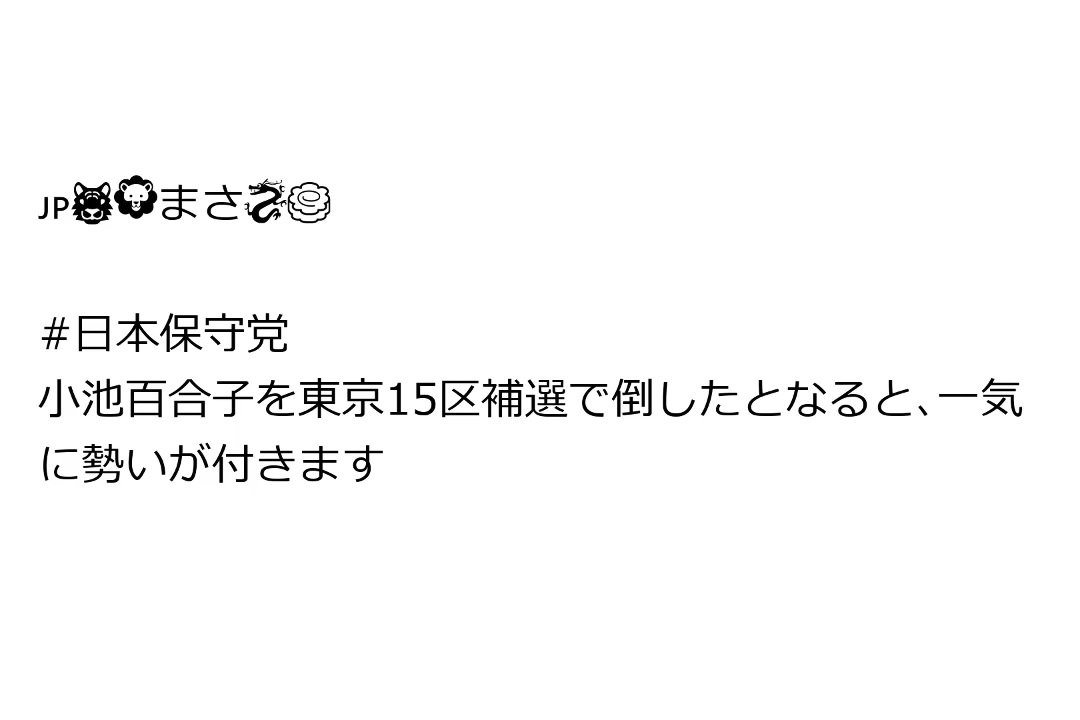 🇯🇵🐯🦁まさ🐉🥮
#日本保守党
小池百合子を東京15区補選で倒したとなると､一気
に勢いが付きます